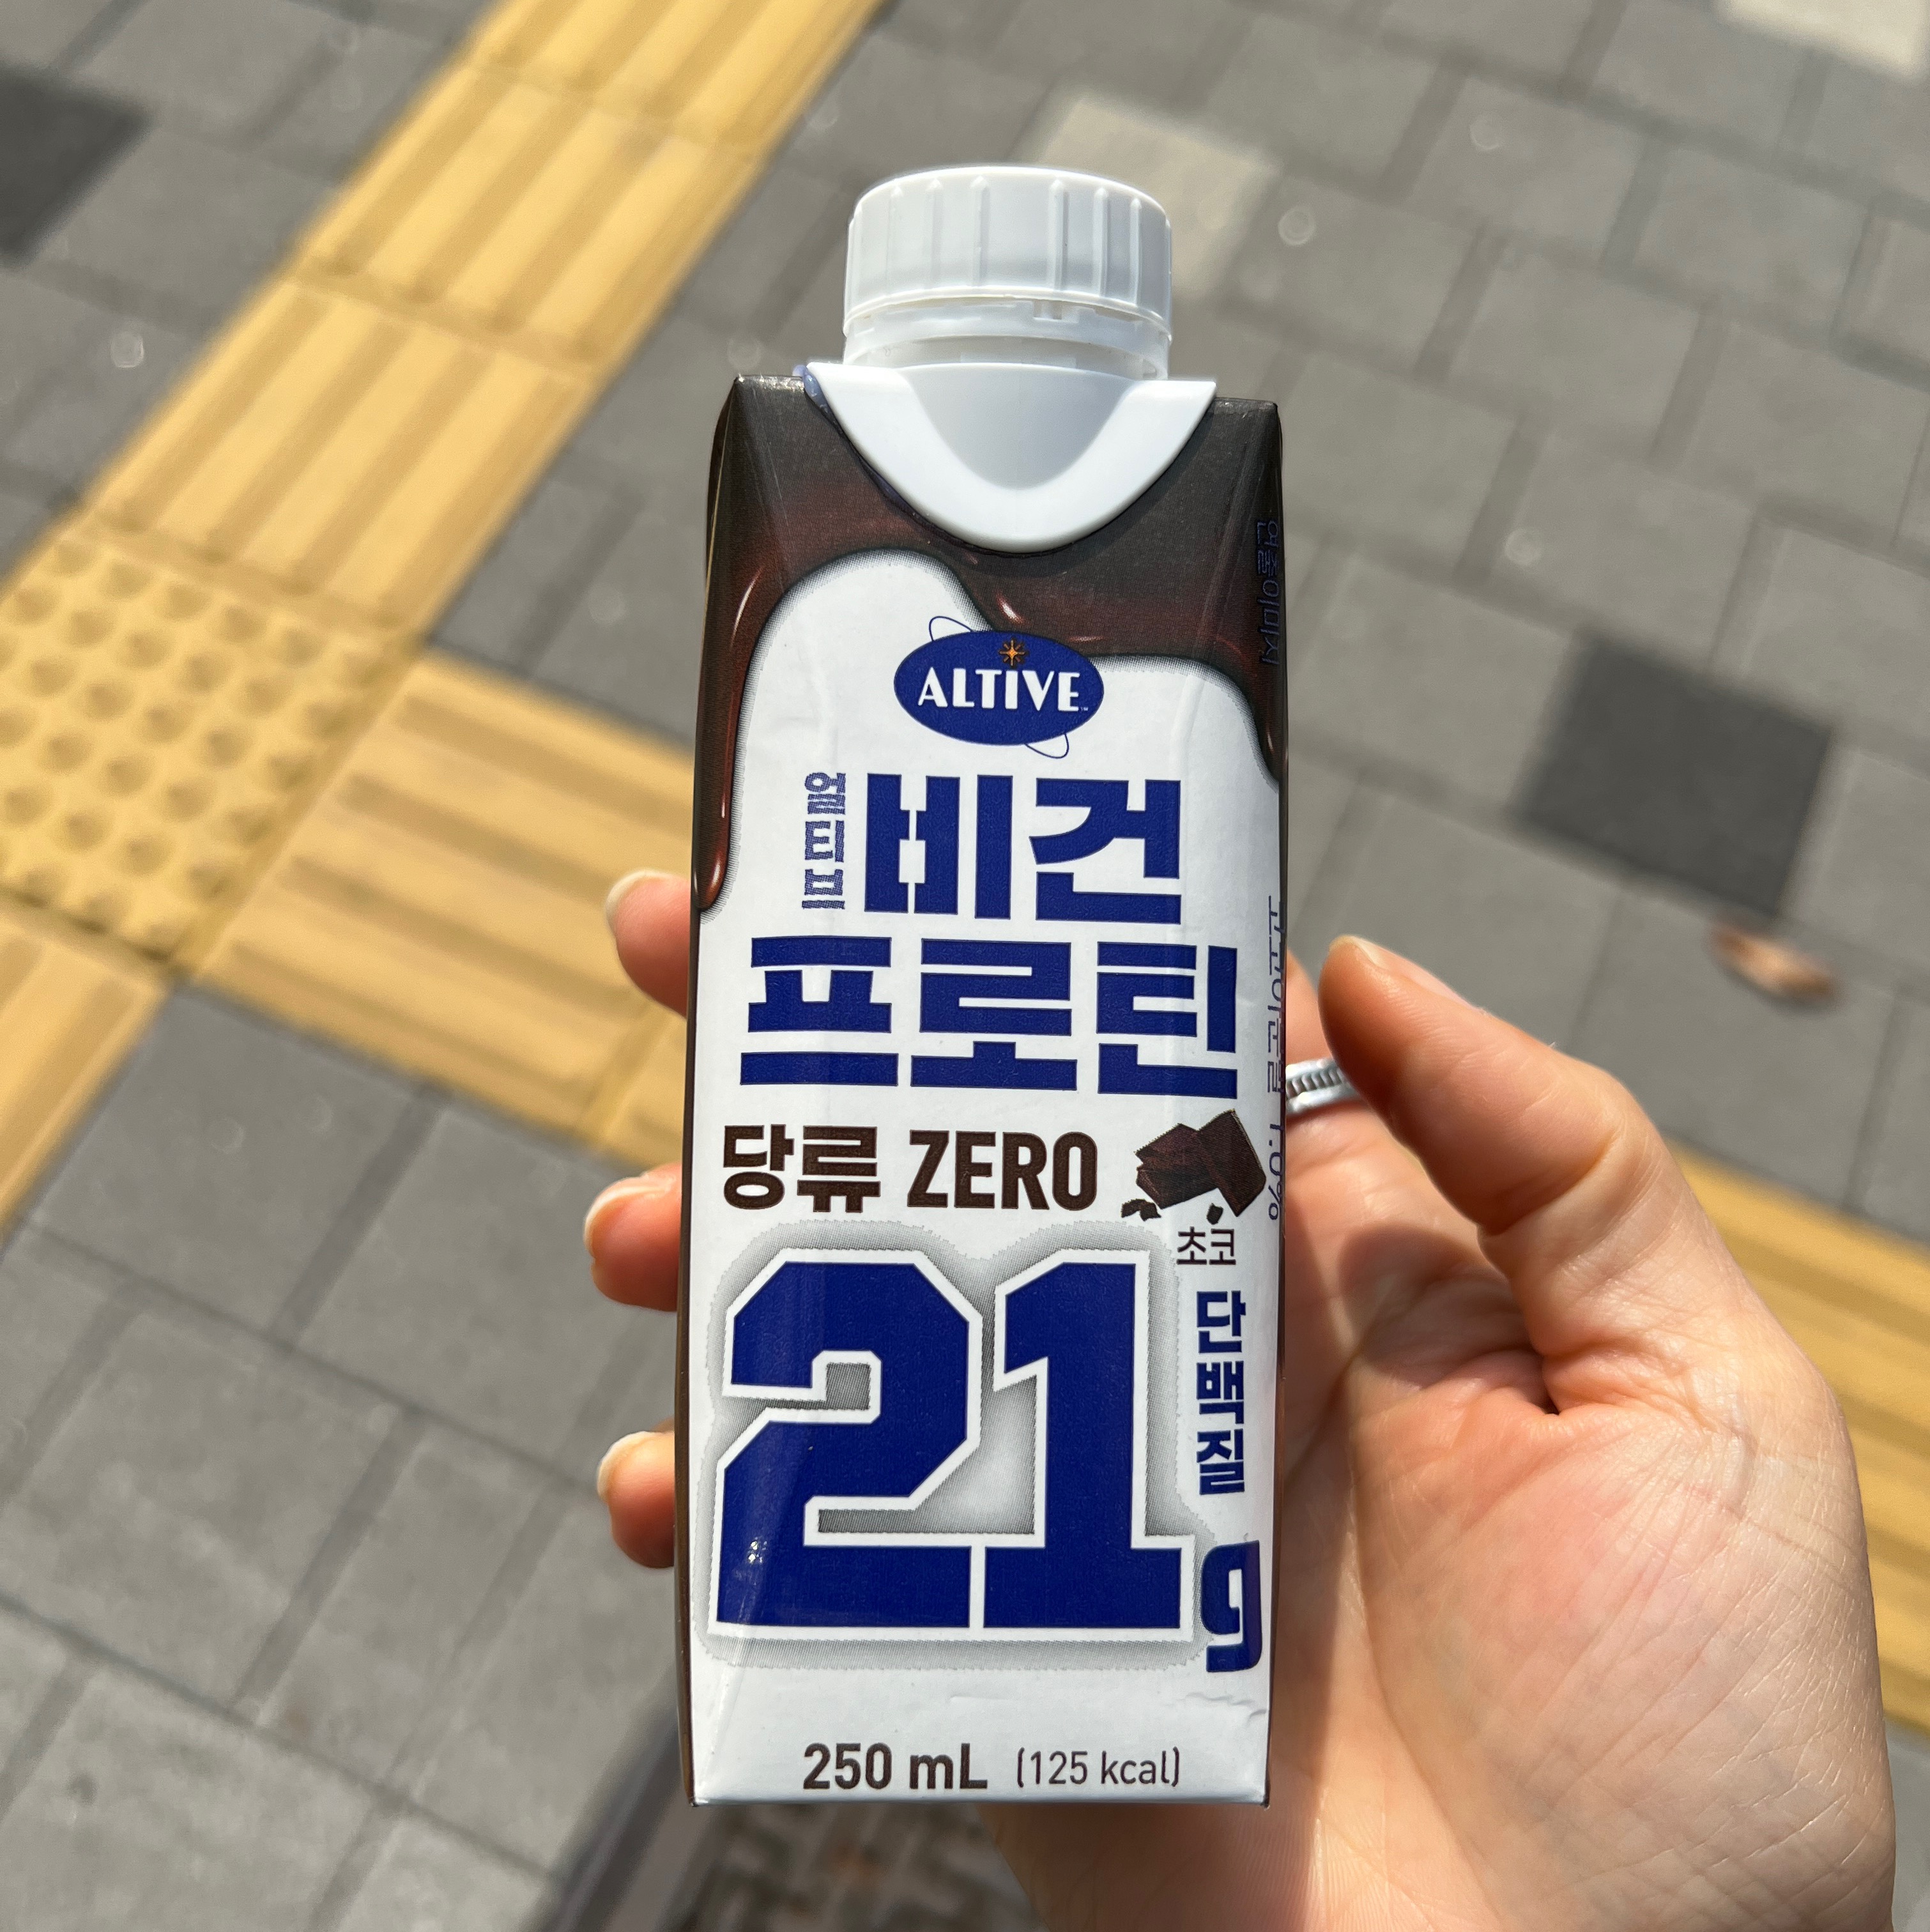 ALTIVE
얼티브
비건
프로틴
당류 ZERO
초코
21
단백질
g
250 mL (125 kcal)